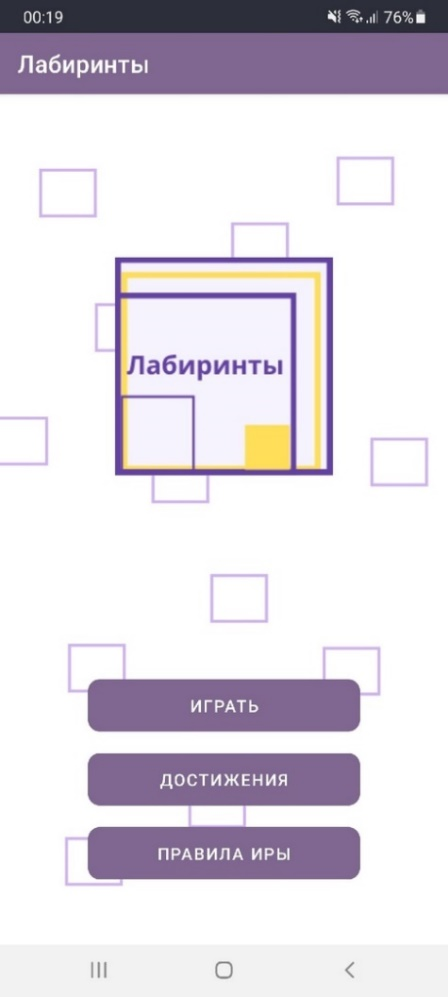 00:19 76%
Лабиринты
Лабиринты
ИГРАТЬ
ДОСТИЖЕНИЯ
ПРАВИЛА ИРЫ